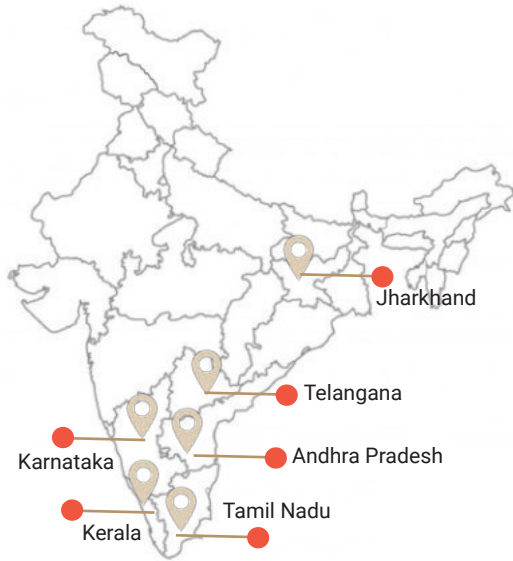 Jharkhand
Telangana
Andhra Pradesh
Karnataka
Tamil Nadu
Kerala